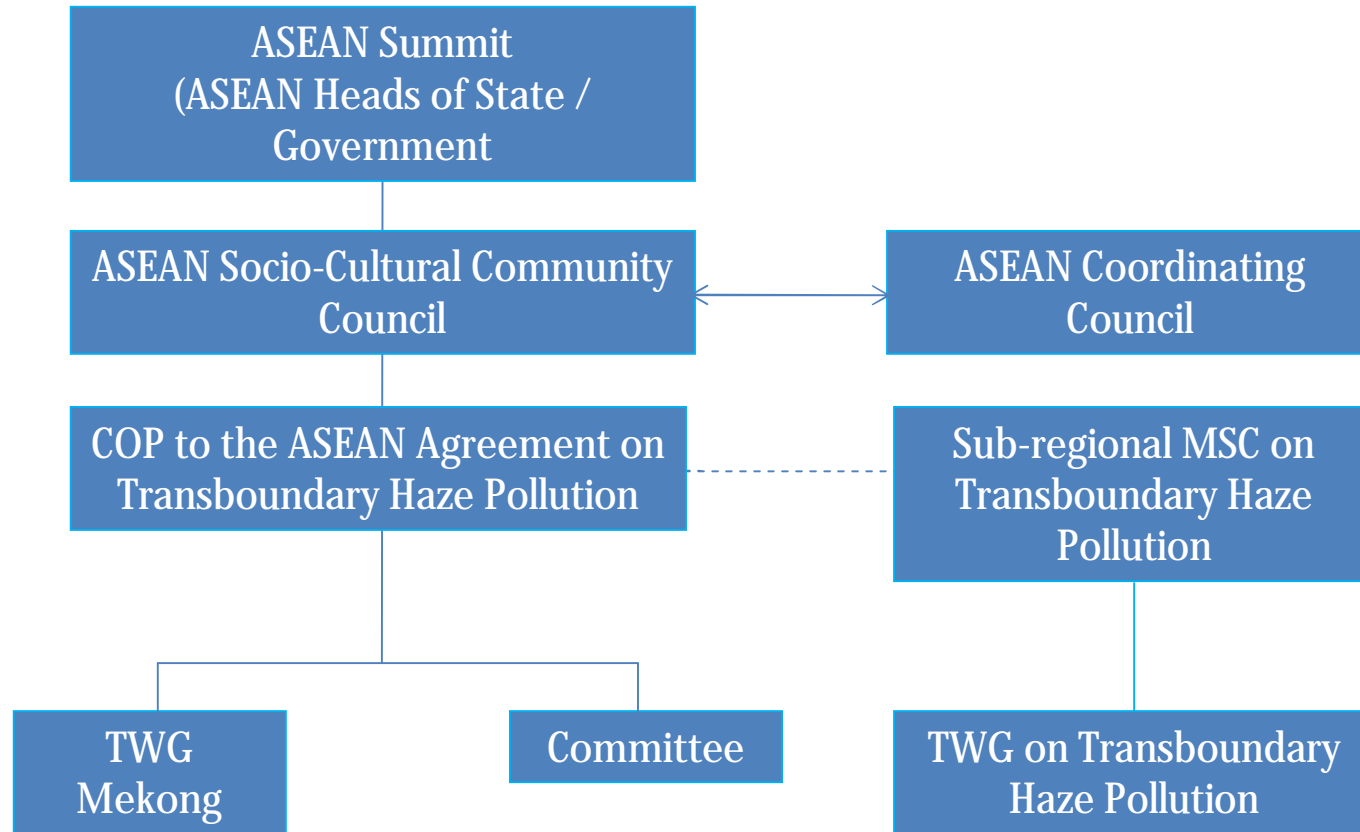 ASEAN Summit
(ASEAN Heads of State /
Government
ASEAN Socio-Cultural Community
Council
ASEAN Coordinating
Council
COP to the ASEAN Agreement on
Transboundary Haze Pollution
Sub-regional MSC on
Transboundary Haze
Pollution
TWG
Mekong
Committee
TWG on Transboundary
Haze Pollution